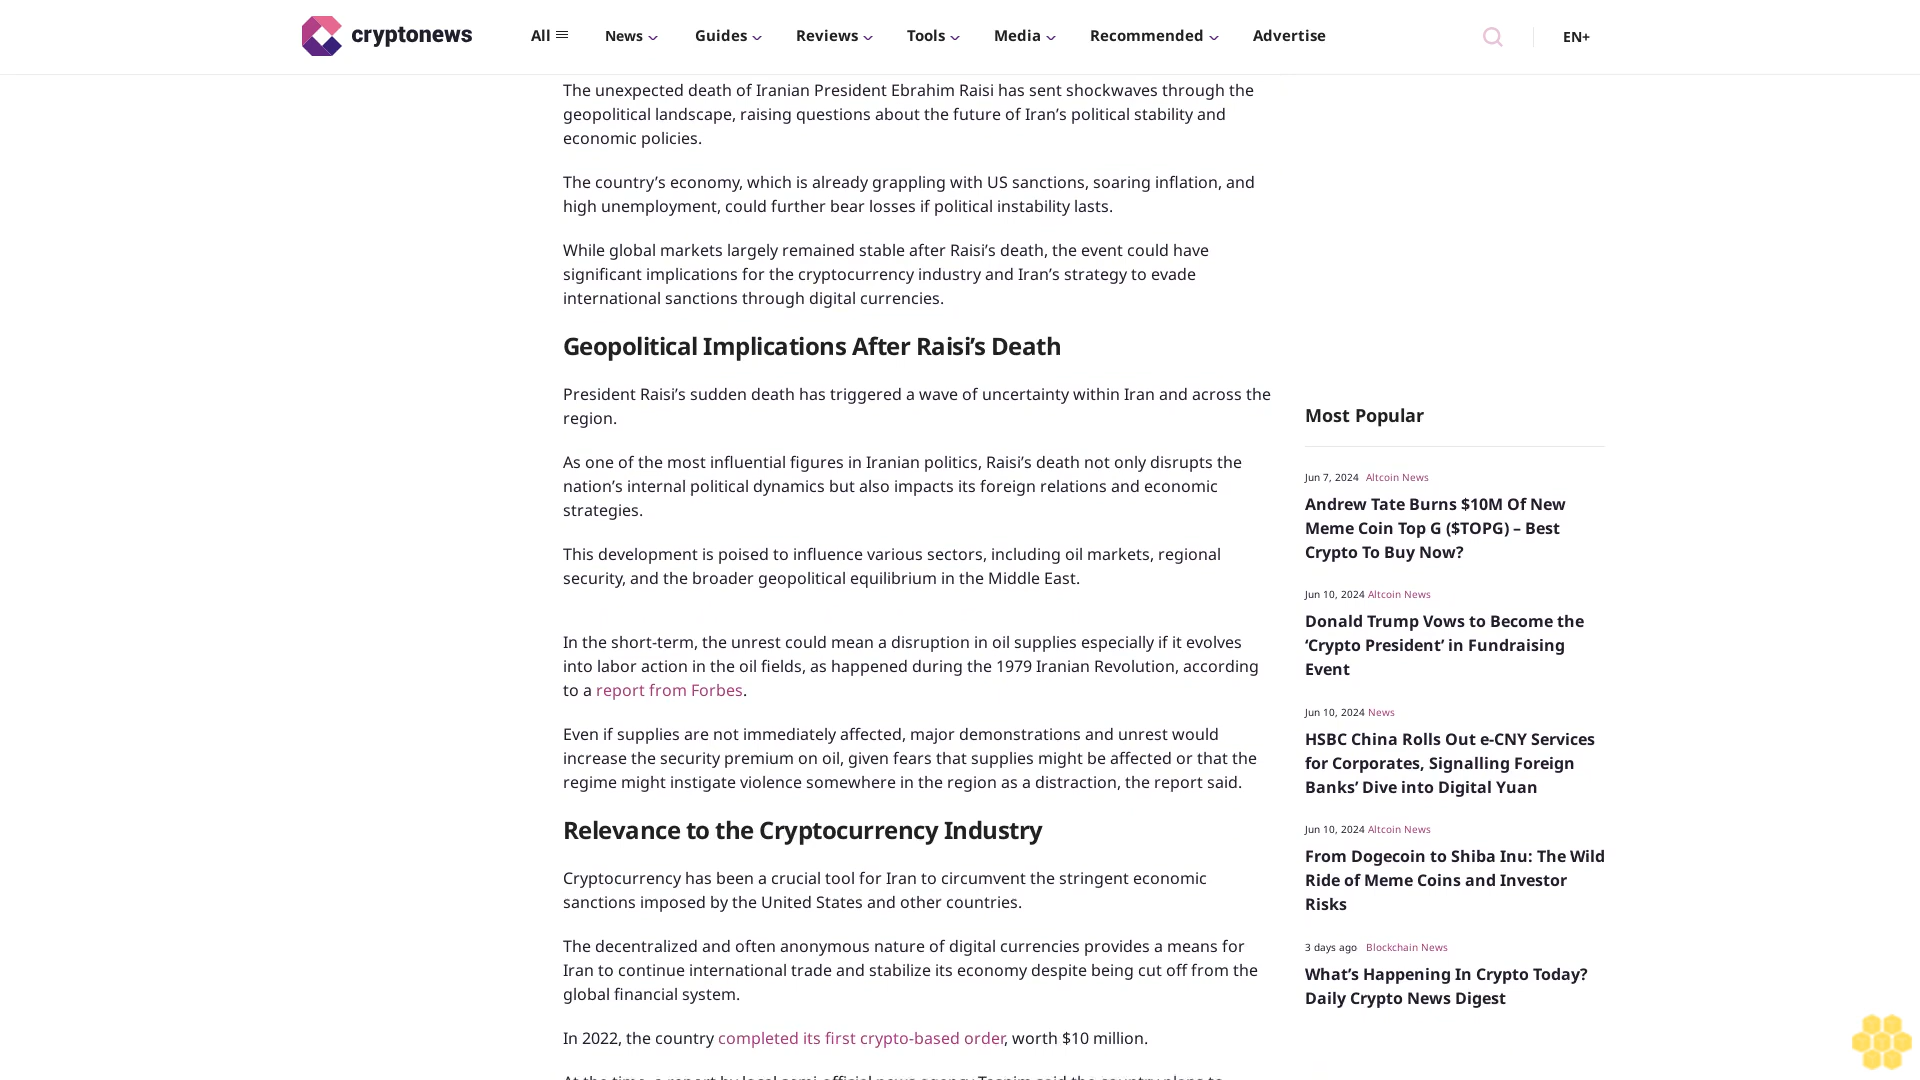 cryptonews
All
News
Guides
Reviews
Tools
Media
Recommended
Advertise
EN+
The unexpected death of Iranian President Ebrahim Raisi has sent shockwaves through the
geopolitical landscape, raising questions about the future of Iran’s political stability and
economic policies.
The country’s economy, which is already grappling with US sanctions, soaring inflation, and
high unemployment, could further bear losses if political instability lasts.
While global markets largely remained stable after Raisi’s death, the event could have
significant implications for the cryptocurrency industry and Iran’s strategy to evade
international sanctions through digital currencies.
Geopolitical Implications After Raisi’s Death
President Raisi’s sudden death has triggered a wave of uncertainty within Iran and across the
region.
As one of the most influential figures in Iranian politics, Raisi’s death not only disrupts the
nation’s internal political dynamics but also impacts its foreign relations and economic
strategies.
This development is poised to influence various sectors, including oil markets, regional
security, and the broader geopolitical equilibrium in the Middle East.
In the short-term, the unrest could mean a disruption in oil supplies especially if it evolves
into labor action in the oil fields, as happened during the 1979 Iranian Revolution, according
to a report from Forbes.
Even if supplies are not immediately affected, major demonstrations and unrest would
increase the security premium on oil, given fears that supplies might be affected or that the
regime might instigate violence somewhere in the region as a distraction, the report said.
Relevance to the Cryptocurrency Industry
Cryptocurrency has been a crucial tool for Iran to circumvent the stringent economic
sanctions imposed by the United States and other countries.
The decentralized and often anonymous nature of digital currencies provides a means for
Iran to continue international trade and stabilize its economy despite being cut off from the
global financial system.
In 2022, the country completed its first crypto-based order, worth $10 million.
At the time, a report by local semi-official news agency Tasnim said the country plans to
Most Popular
Jun 7, 2024 Altcoin News
Andrew Tate Burns $10M Of New
Meme Coin Top G ($TOPG) – Best
Crypto To Buy Now?
Jun 10, 2024 Altcoin News
Donald Trump Vows to Become the
‘Crypto President’ in Fundraising
Event
Jun 10, 2024 News
HSBC China Rolls Out e-CNY Services
for Corporates, Signalling Foreign
Banks’ Dive into Digital Yuan
Jun 10, 2024 Altcoin News
From Dogecoin to Shiba Inu: The Wild
Ride of Meme Coins and Investor
Risks
3 days ago Blockchain News
What’s Happening In Crypto Today?
Daily Crypto News Digest